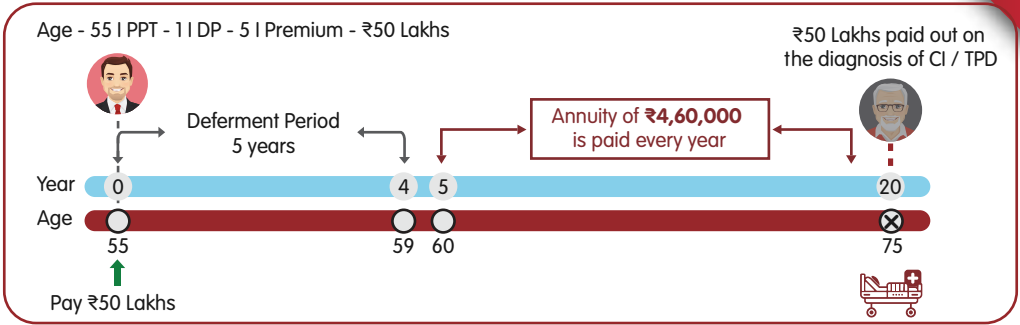 Age - 55 I PPT - 1 I DP - 5 I Premium - ₹50 Lakhs
₹50 Lakhs paid out on
the diagnosis of CI / TPD
Deferment Period
5 years
Annuity of ₹4,60,000
is paid every year
Year 0 4 5 20
Age
55 59 60 75
Pay ₹50 Lakhs